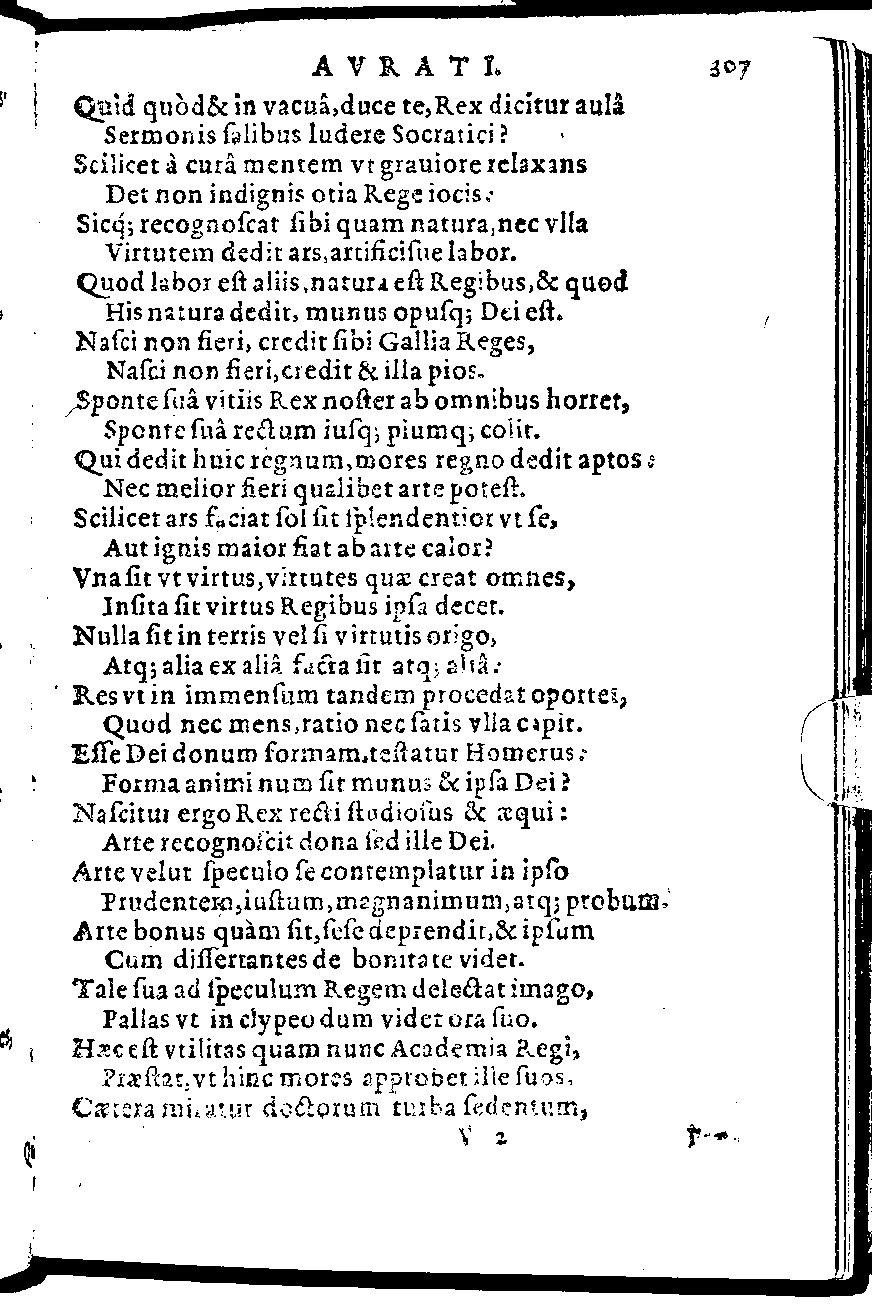 AVRATI. 307
Quid quòd & in vacuâ, duce te, Rex dicitur aulâ
Sermonis ſalibus ludere Socratici?
Scilicet à curâ mentem vt grauiore relaxans
Det non indignis otia Rege iocis:
Sicq; recognoſcat ſibi quam natura, nec vlla
Virtutem dedit ars, artificiſue labor.
Quod labor eſt aliis, natura eſt Regibus, & quod
His natura dedit, munus opuſq; Dei eſt.
Naſci non fieri, credit ſibi Gallia Reges,
Naſci non fieri, credit & illa pios.
Sponte ſuâ vitiis Rex noſter ab omnibus horret,
Sponte ſuâ rectum iuſq; piumq; colit.
Qui dedit huic regnum, mores regno dedit aptos:
Nec melior fieri qualibet arte poteſt.
Scilicet ars faciat ſol ſit ſplendentior vt ſe,
Aut ignis maior fiat ab arte calor?
Vna ſit vt virtus, virtutes quæ creat omnes,
Inſita ſit virtus Regibus ipſa decet.
Nulla ſit in terris vel ſi virtutis origo,
Atq; alia ex aliâ facta ſit atq; aliâ:
Res vt in immenſum tandem procedat oportet,
Quod nec mens, ratio nec ſatis vlla capit.
Eſſe Dei donum formam, teſtatur Homerus:
Forma animi num ſit munus & ipſa Dei?
Naſcitur ergo Rex recti ſtudioſus & æqui:
Arte recognoſcit dona ſed ille Dei.
Arte velut ſpeculo ſe contemplatur in ipſo
Prudentem, iuſtum, magnanimum, atq; probum.
Arte bonus quàm ſit, ſeſe deprendit, & ipſum
Cum diſſertantes de bonitate videt.
Tale ſua ad ſpeculum Regem delectat imago,
Pallas vt in clypeo dum videt ora ſuo.
Hæc eſt vtilitas quam nunc Academia Regi,
Præſtat, vt hinc mores approbet ille ſuos.
Cætera miratur doctorum turba ſedentum,
V 2